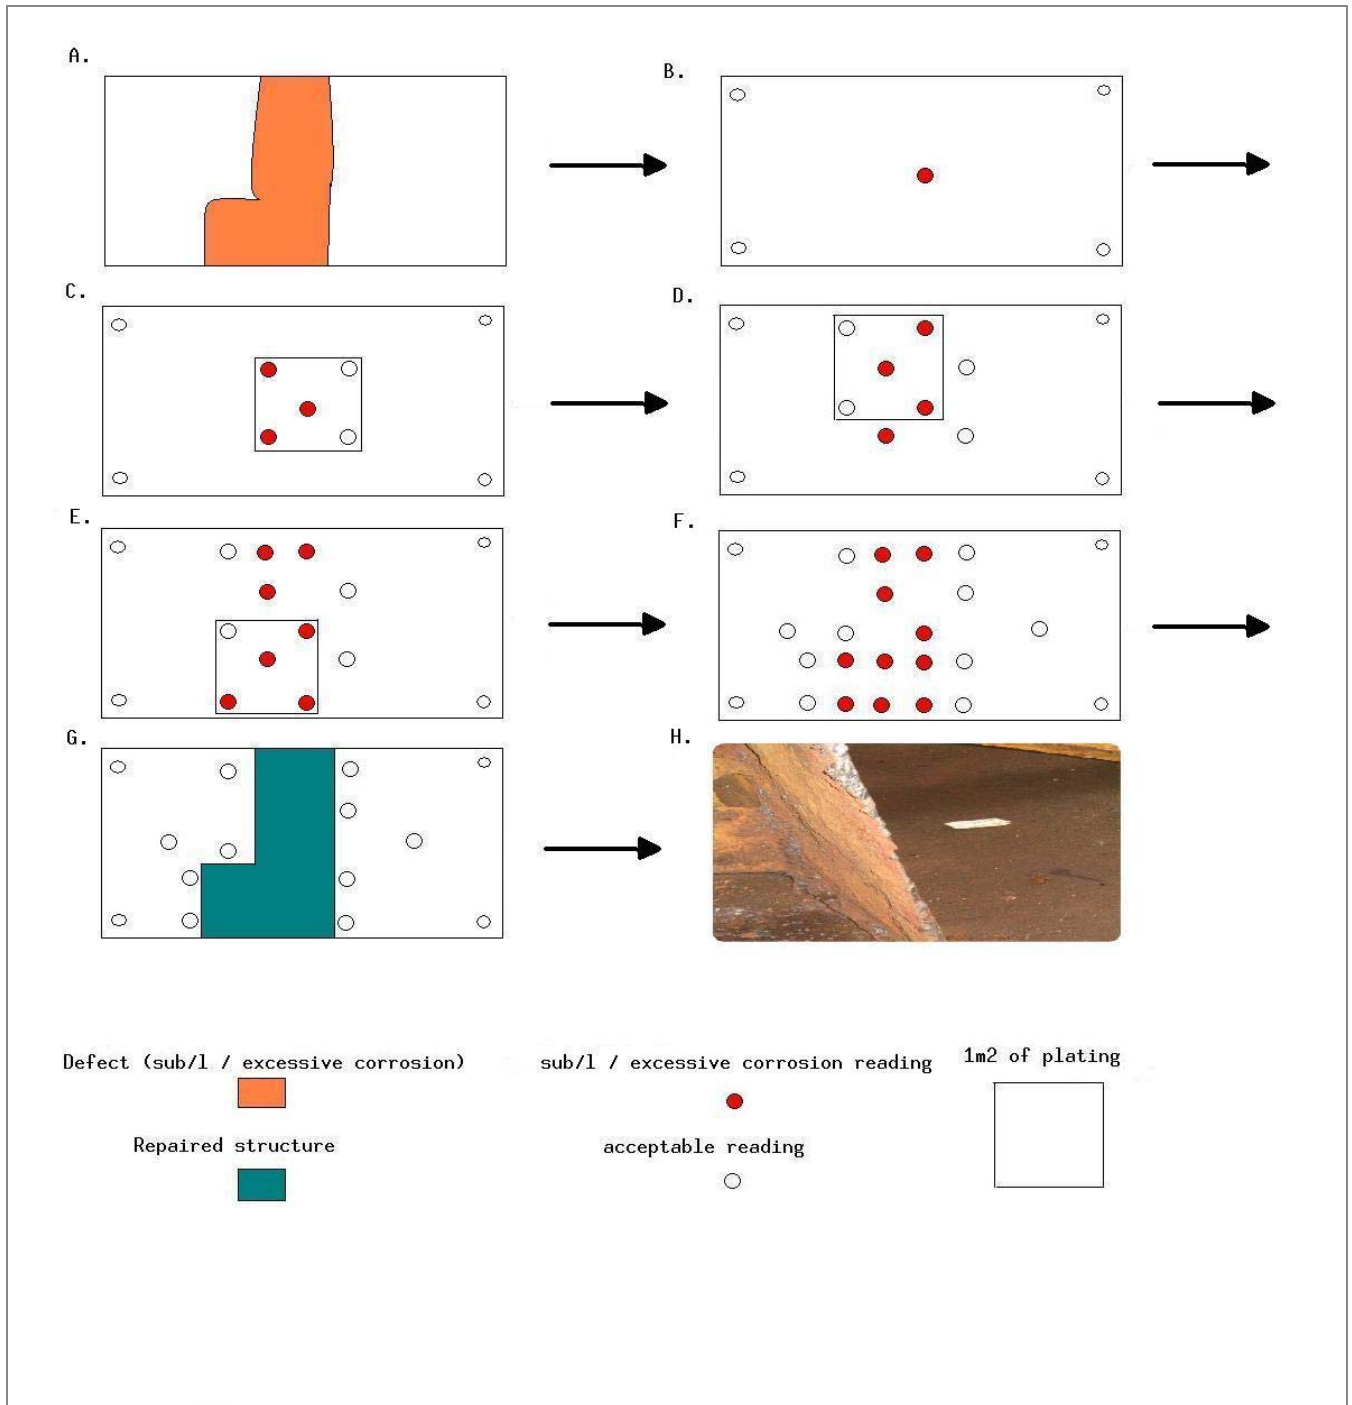 A.
B.
C.
D.
E.
F.
G.
H.
Defect (sub/l / excessive corrosion)
sub/l / excessive corrosion reading
1m2 of plating
Repaired structure
acceptable reading